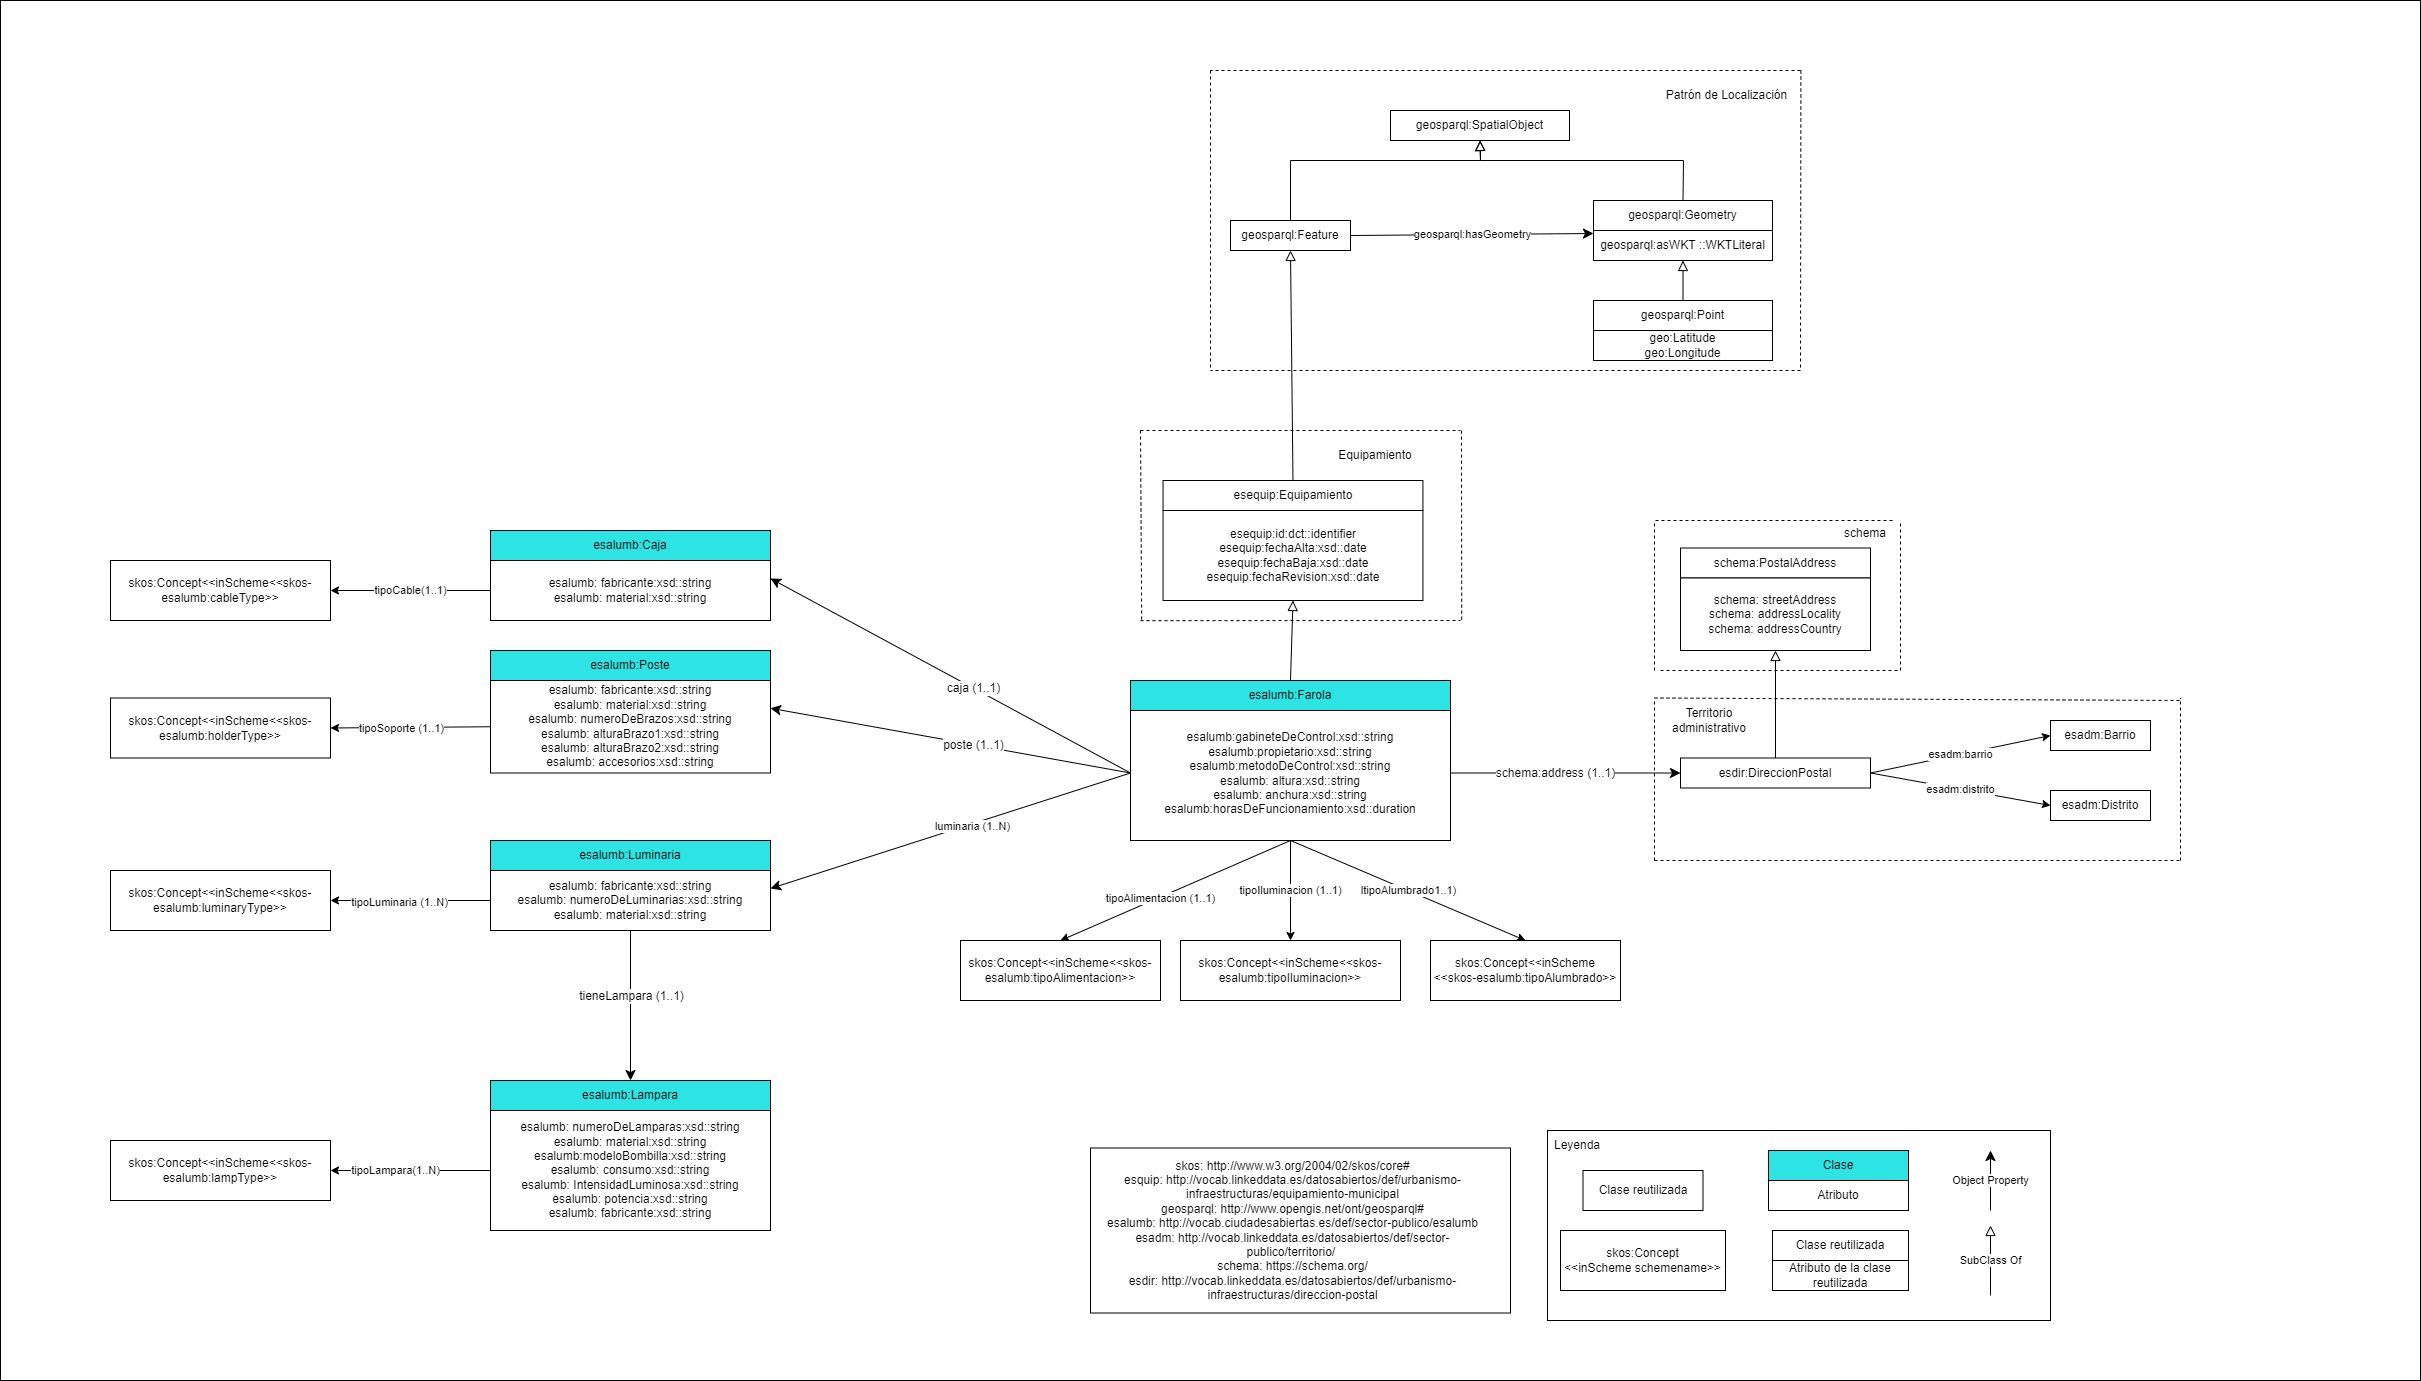 Patrón de Localización
geosparql:SpatialObject
geosparql:Feature
geosparql:hasGeometry
geosparql:Geometry
geosparql:asWKT ::WKTLiteral
geosparql:Point
geo:Latitude
geo:Longitude
Equipamiento
esequip:Equipamiento
esequip:id:dct::identifier
esequip:fechaAlta:xsd::date
esequip:fechaBaja:xsd::date
esequip:fechaRevision:xsd::date
schema
schema:PostalAddress
schema: streetAddress
schema: addressLocality
schema: addressCountry
esalumb:Caja
esalumb: fabricante:xsd::string
esalumb: material:xsd::string
tipoCable(1..1)
skos:Concept<<inScheme<<skos-
esalumb:cableType>>
esalumb:Poste
esalumb: fabricante:xsd::string
esalumb: material:xsd::string
esalumb: numeroDeBrazos:xsd::string
esalumb: alturaBrazo1:xsd::string
esalumb: alturaBrazo2:xsd::string
esalumb: accesorios:xsd::string
tipoSoporte (1..1)
skos:Concept<<inScheme<<skos-
esalumb:holderType>>
caja (1..1)
poste (1..1)
luminaria (1..N)
esalumb:Farola
esalumb:gabineteDeControl:xsd::string
esalumb:propietario:xsd::string
esalumb:metodoDeControl:xsd::string
esalumb: altura:xsd::string
esalumb: anchura:xsd::string
esalumb:horasDeFuncionamiento:xsd::duration
schema:address (1..1)
Territorio
administrativo
esdir:DireccionPostal
esadm:barrio
esadm:distrito
esadm:Barrio
esadm:Distrito
esalumb:Luminaria
esalumb: fabricante:xsd::string
esalumb: numeroDeLuminarias:xsd::string
esalumb: material:xsd::string
tipoLuminaria (1..N)
skos:Concept<<inScheme<<skos-
esalumb:luminaryType>>
tipoAlimentacion (1..1)
tipoIluminacion (1..1)
ltipoAlumbrado1..1)
skos:Concept<<inScheme<<skos-
esalumb:tipoAlimentacion>>
skos:Concept<<inScheme<<skos-
esalumb:tipoIluminacion>>
skos:Concept<<inScheme
<<skos-esalumb:tipoAlumbrado>>
tieneLampara (1..1)
esalumb:Lampara
esalumb: numeroDeLamparas:xsd::string
esalumb: material:xsd::string
esalumb:modeloBombilla:xsd::string
esalumb: consumo:xsd::string
esalumb: IntensidadLuminosa:xsd::string
esalumb: potencia:xsd::string
esalumb: fabricante:xsd::string
tipoLampara(1..N)
skos:Concept<<inScheme<<skos-
esalumb:lampType>>
skos: http://www.w3.org/2004/02/skos/core#
esquip: http://vocab.linkeddata.es/datosabiertos/def/urbanismo-
infraestructuras/equipamiento-municipal
geosparql: http://www.opengis.net/ont/geosparql#
esalumb: http://vocab.ciudadesabiertas.es/def/sector-publico/esalumb
esadm: http://vocab.linkeddata.es/datosabiertos/def/sector-
publico/territorio/
schema: https://schema.org/
esdir: http://vocab.linkeddata.es/datosabiertos/def/urbanismo-
infraestructuras/direccion-postal
Leyenda
Clase reutilizada
Clase
Atributo
Object Property
skos:Concept
<<inScheme schemename>>
Clase reutilizada
Atributo de la clase
reutilizada
SubClass Of